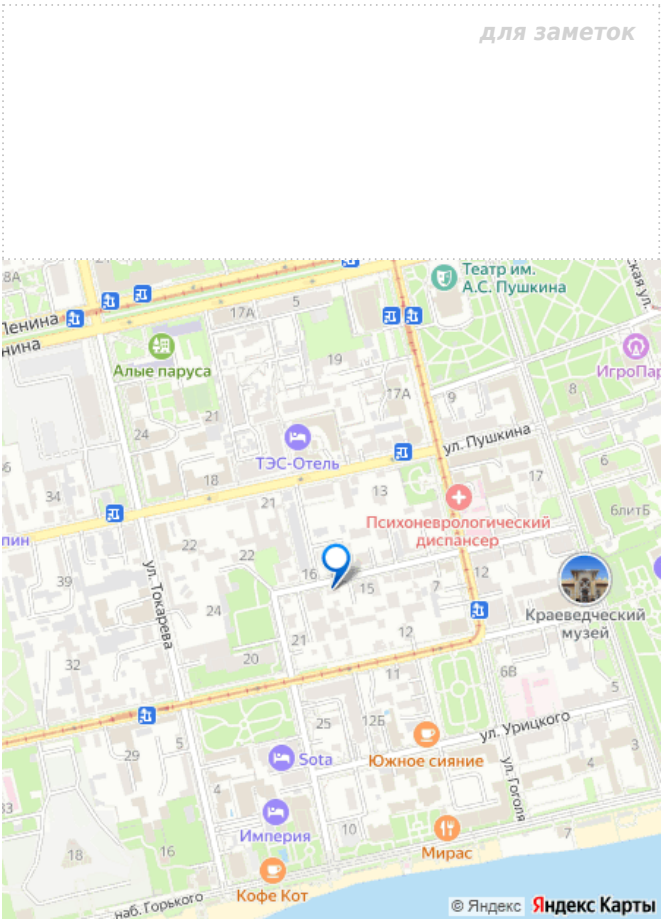 для заметок
8А
Театр им.
А.С. Пушкина
ская ул.
17А
5
Ленина
нина
Алые паруса
19
ИгроПар
17А
9
8
21
24
ТЭС-Отель
ул. Пушкина
6
18
34
13
17
21
6литБ
Психоневрологический
диспансер
пин
22
22
39
ул. Токарева
16
15
7
12
24
Краеведческий
музей
21
12
20
32
11
6В
5
25
12Б
ул. Урицкого
5
29
Sota
Южное сияние
3
4
ул. Гоголя
4
33
Империя
10
Мирас
7
18
16
Кофе Кот
наб. Горького
© Яндекс Яндекс Карты